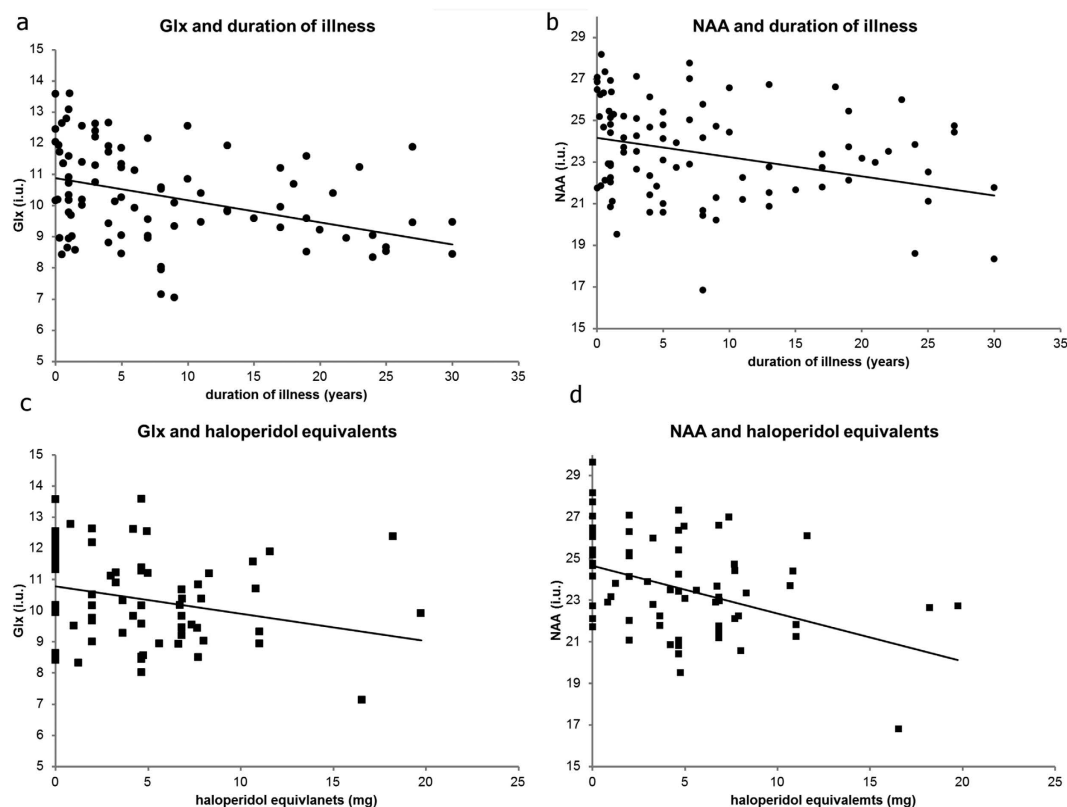 a
Glx and duration of illness
15
14
13
12
11
10
9
8
7
6
5
Glx (i.u.)
0 5 10 15 20 25 30 35
duration of illness (years)
b
NAA and duration of illness
29
27
25
23
21
19
17
15
NAA (i.u.)
0 5 10 15 20 25 30 35
duration of illness (years)
c
Glx and haloperidol equivalents
15
14
13
12
11
10
9
8
7
6
5
Glx (i.u.)
0 5 10 15 20 25
haloperidol equivlanets (mg)
d
NAA and haloperidol equivalents
29
27
25
23
21
19
17
15
NAA (i.u.)
0 5 10 15 20 25
haloperidol equivalemts (mg)